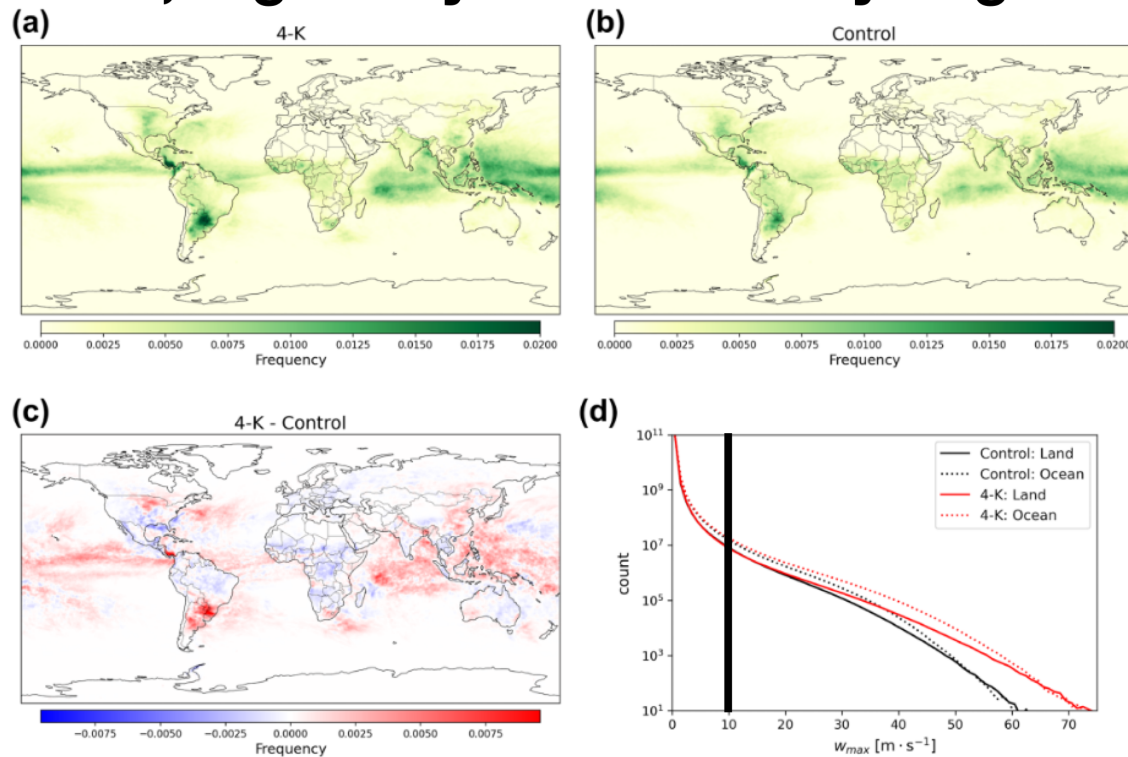 (a)
4-K
(b)
Control
0.0000 0.0025 0.0050 0.0075 0.0100 0.0125 0.0150 0.0175 0.0200
Frequency
0.0000 0.0025 0.0050 0.0075 0.0100 0.0125 0.0150 0.0175 0.0200
Frequency
(c)
4-K - Control
−0.0075 −0.0050 −0.0025 0.0000 0.0025 0.0050 0.0075
Frequency
(d)
count
10¹¹
10⁹
10⁷
10⁵
10³
10¹
Control: Land
Control: Ocean
4-K: Land
4-K: Ocean
0 10 20 30 40 50 60 70
w_max [m · s⁻¹]